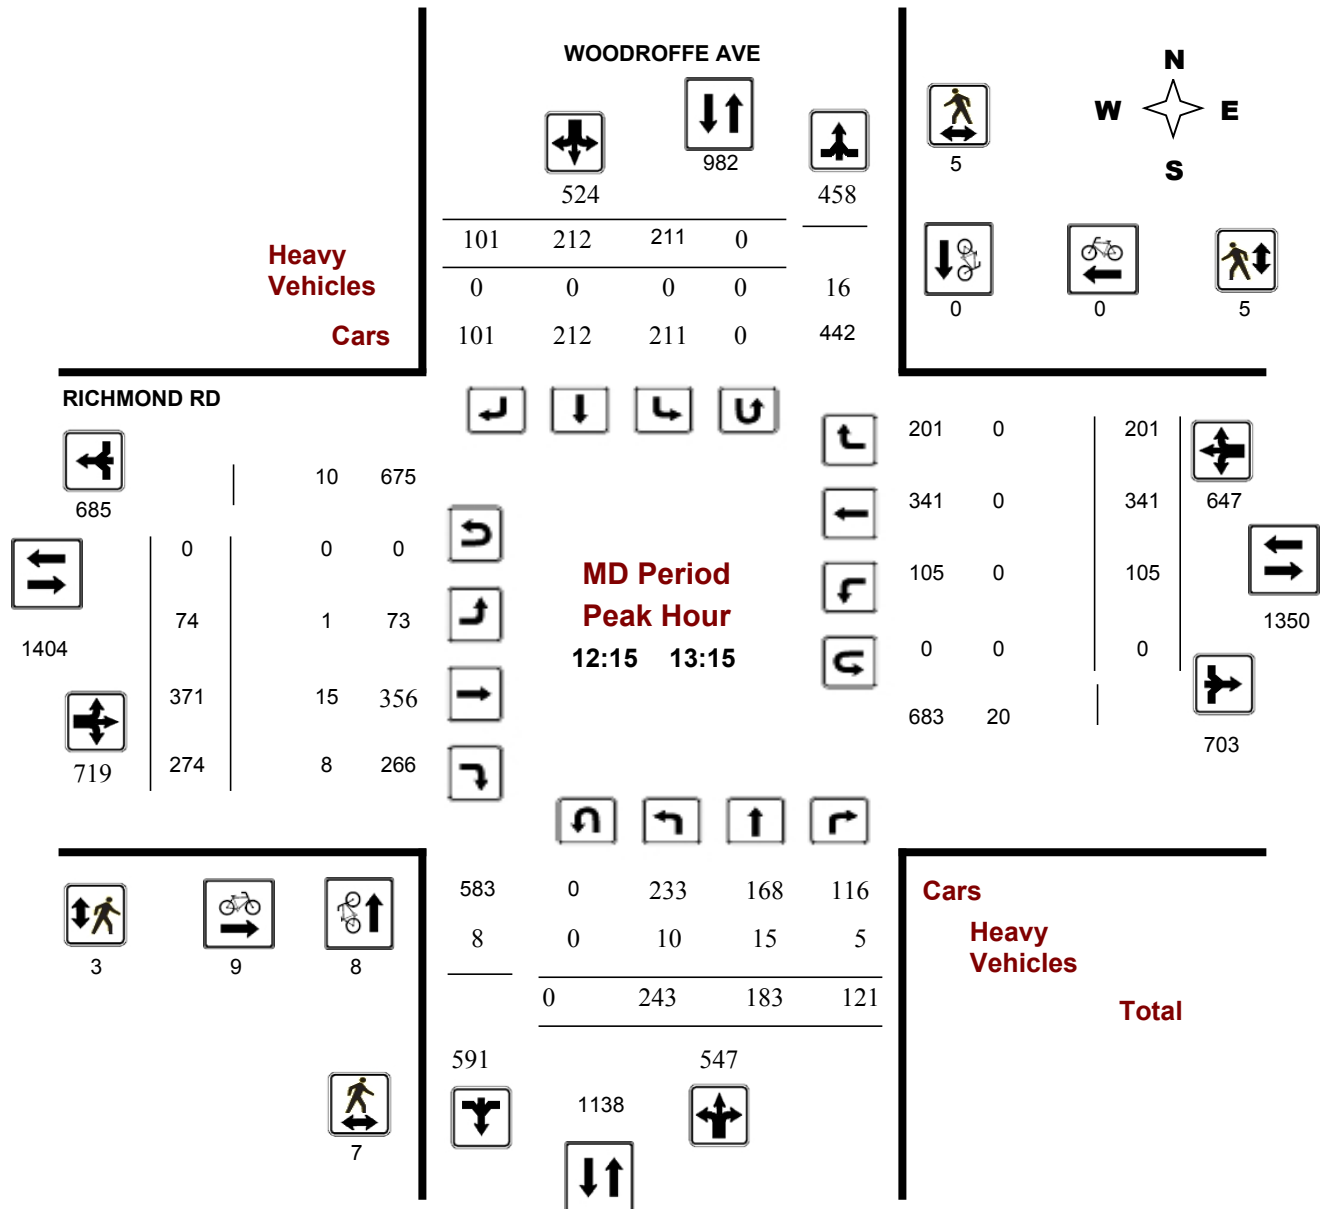 WOODROFFE AVE
N
W E
S
982
5
524
458
101 212 211 0
Heavy
Vehicles
0 0 0 0 16
0 0 5
Cars
101 212 211 0 442
RICHMOND RD
201 0 201
10 675
685
341 0 341 647
0 0 0
MD Period
105 0 105
Peak Hour
74 1 73
1350
1404
12:15 13:15
0 0 0
371 15 356
683 20
703
719 274 8 266
583 0 233 168 116
Cars
8 0 10 15 5
Heavy
Vehicles
3 9 8
0 243 183 121
Total
591 547
1138
7